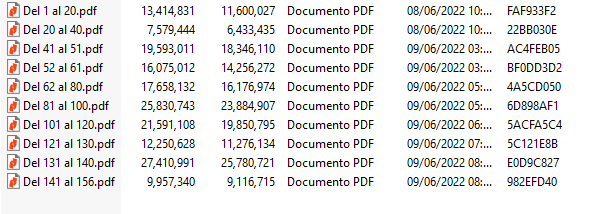 Del 1 al 20.pdf 13,414,831 11,600,027 Documento PDF 08/06/2022 10:... FAF933F2
Del 20 al 40.pdf 7,579,444 6,433,435 Documento PDF 08/06/2022 10:... 22BB030E
Del 41 al 51.pdf 19,593,011 18,346,110 Documento PDF 09/06/2022 03:... AC4FEB05
Del 52 al 61.pdf 16,075,012 14,256,272 Documento PDF 09/06/2022 03:... BF0DD3D2
Del 62 al 80.pdf 17,658,132 16,176,974 Documento PDF 09/06/2022 05:... 4A5CD050
Del 81 al 100.pdf 25,830,743 23,884,907 Documento PDF 09/06/2022 05:... 6D898AF1
Del 101 al 120.pdf 21,591,108 19,850,795 Documento PDF 09/06/2022 06:... 5ACFA5C4
Del 121 al 130.pdf 12,250,628 11,276,134 Documento PDF 09/06/2022 07:... 5C121E8B
Del 131 al 140.pdf 27,410,991 25,780,721 Documento PDF 09/06/2022 08:... E0D9C827
Del 141 al 156.pdf 9,957,340 9,116,715 Documento PDF 09/06/2022 08:... 982EFD40